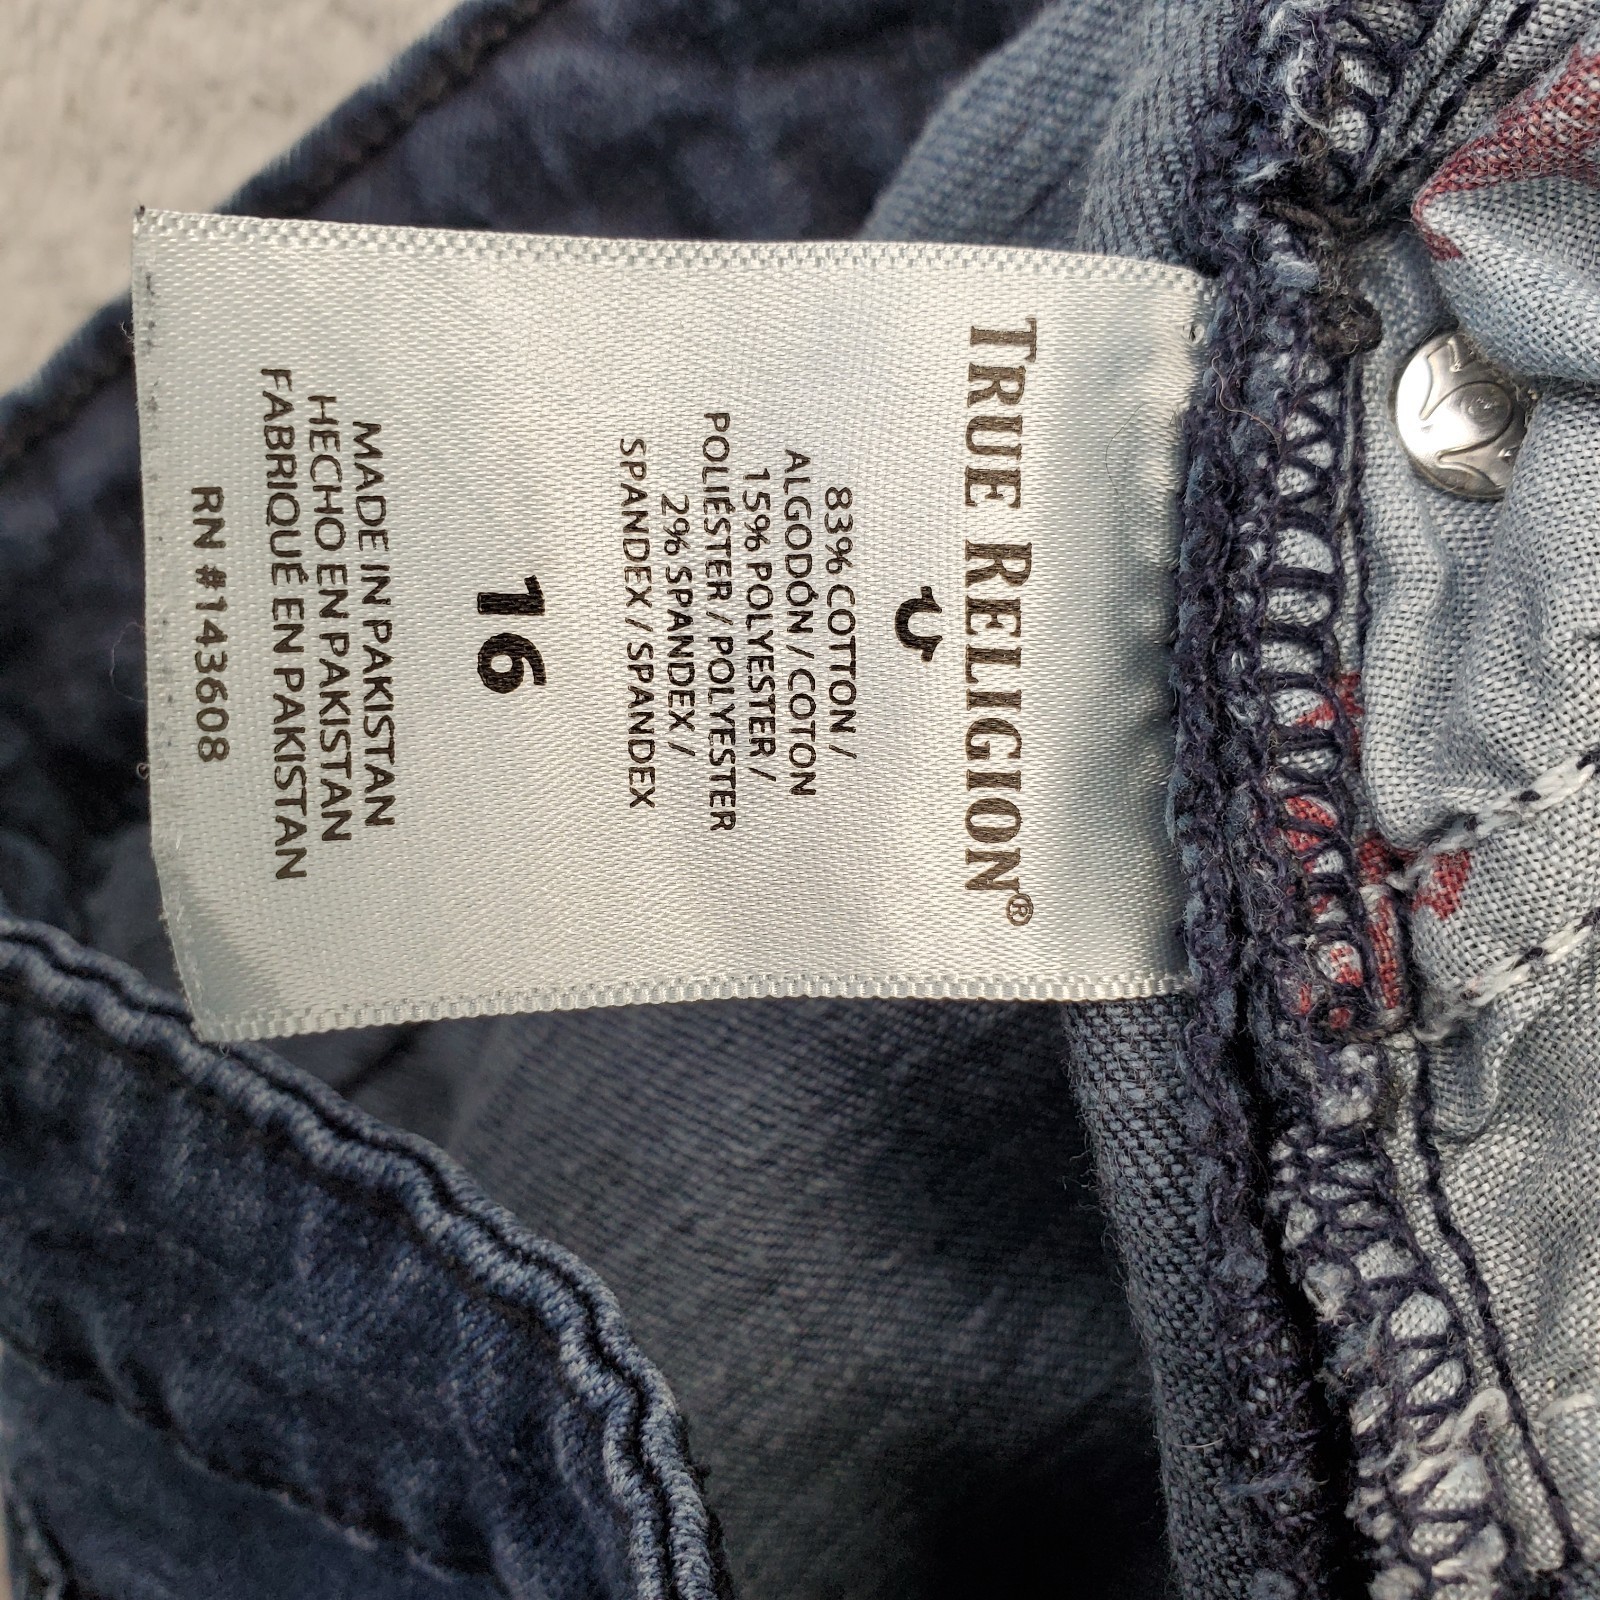 TRUE RELIGION®
83% COTTON /
ALGODÓN / COTON
15% POLYESTER /
POLIÉSTER / POLYESTER
2% SPANDEX /
SPANDEX / SPANDEX
16
MADE IN PAKISTAN
HECHO EN PAKISTAN
FABRIQUÉ EN PAKISTAN
RN #143608